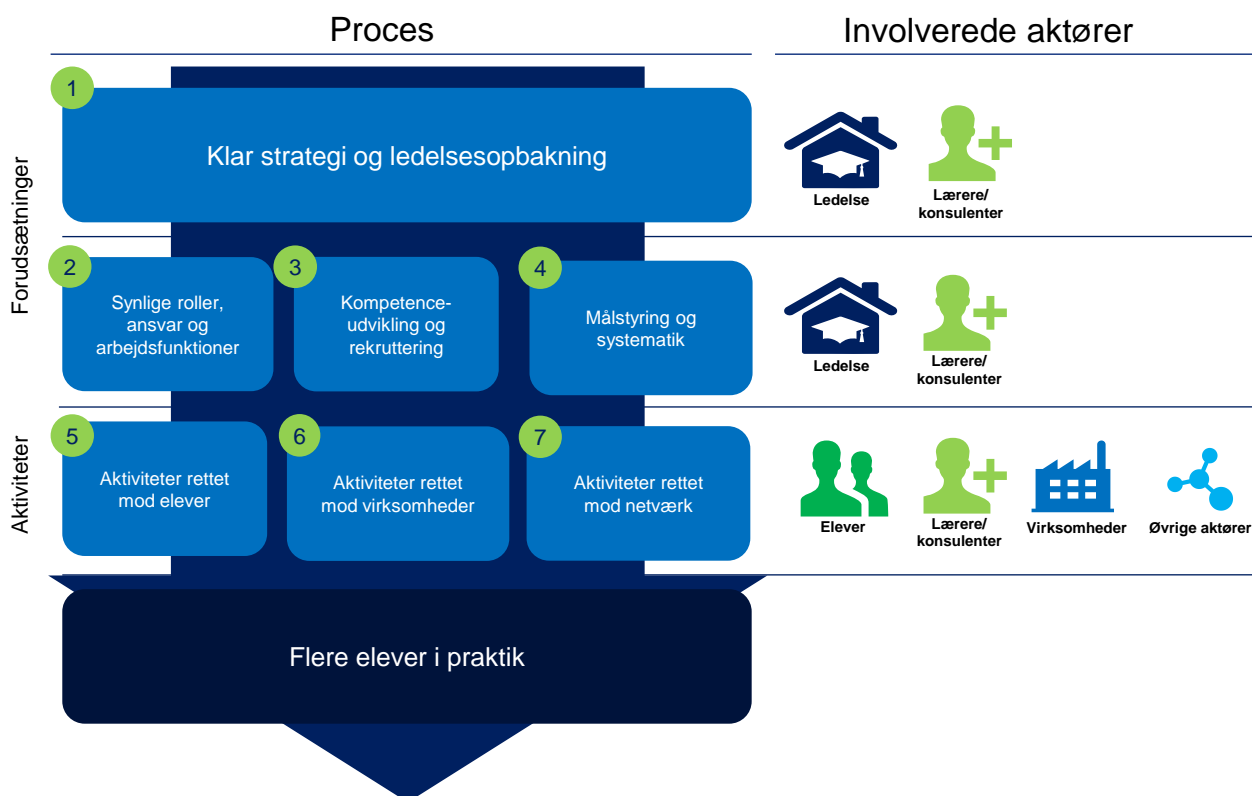 Proces
Involverede aktører
Forudsætninger
1
Klar strategi og ledelsesopbakning
Ledelse
Lærere/
konsulenter
2
Synlige roller,
ansvar og
arbejdsfunktioner
3
Kompetence-
udvikling og
rekruttering
4
Målstyring og
systematik
Ledelse
Lærere/
konsulenter
Aktiviteter
5
Aktiviteter rettet
mod elever
6
Aktiviteter rettet
mod virksomheder
7
Aktiviteter rettet
mod netværk
Elever
Lærere/
konsulenter
Virksomheder
Øvrige aktører
Flere elever i praktik